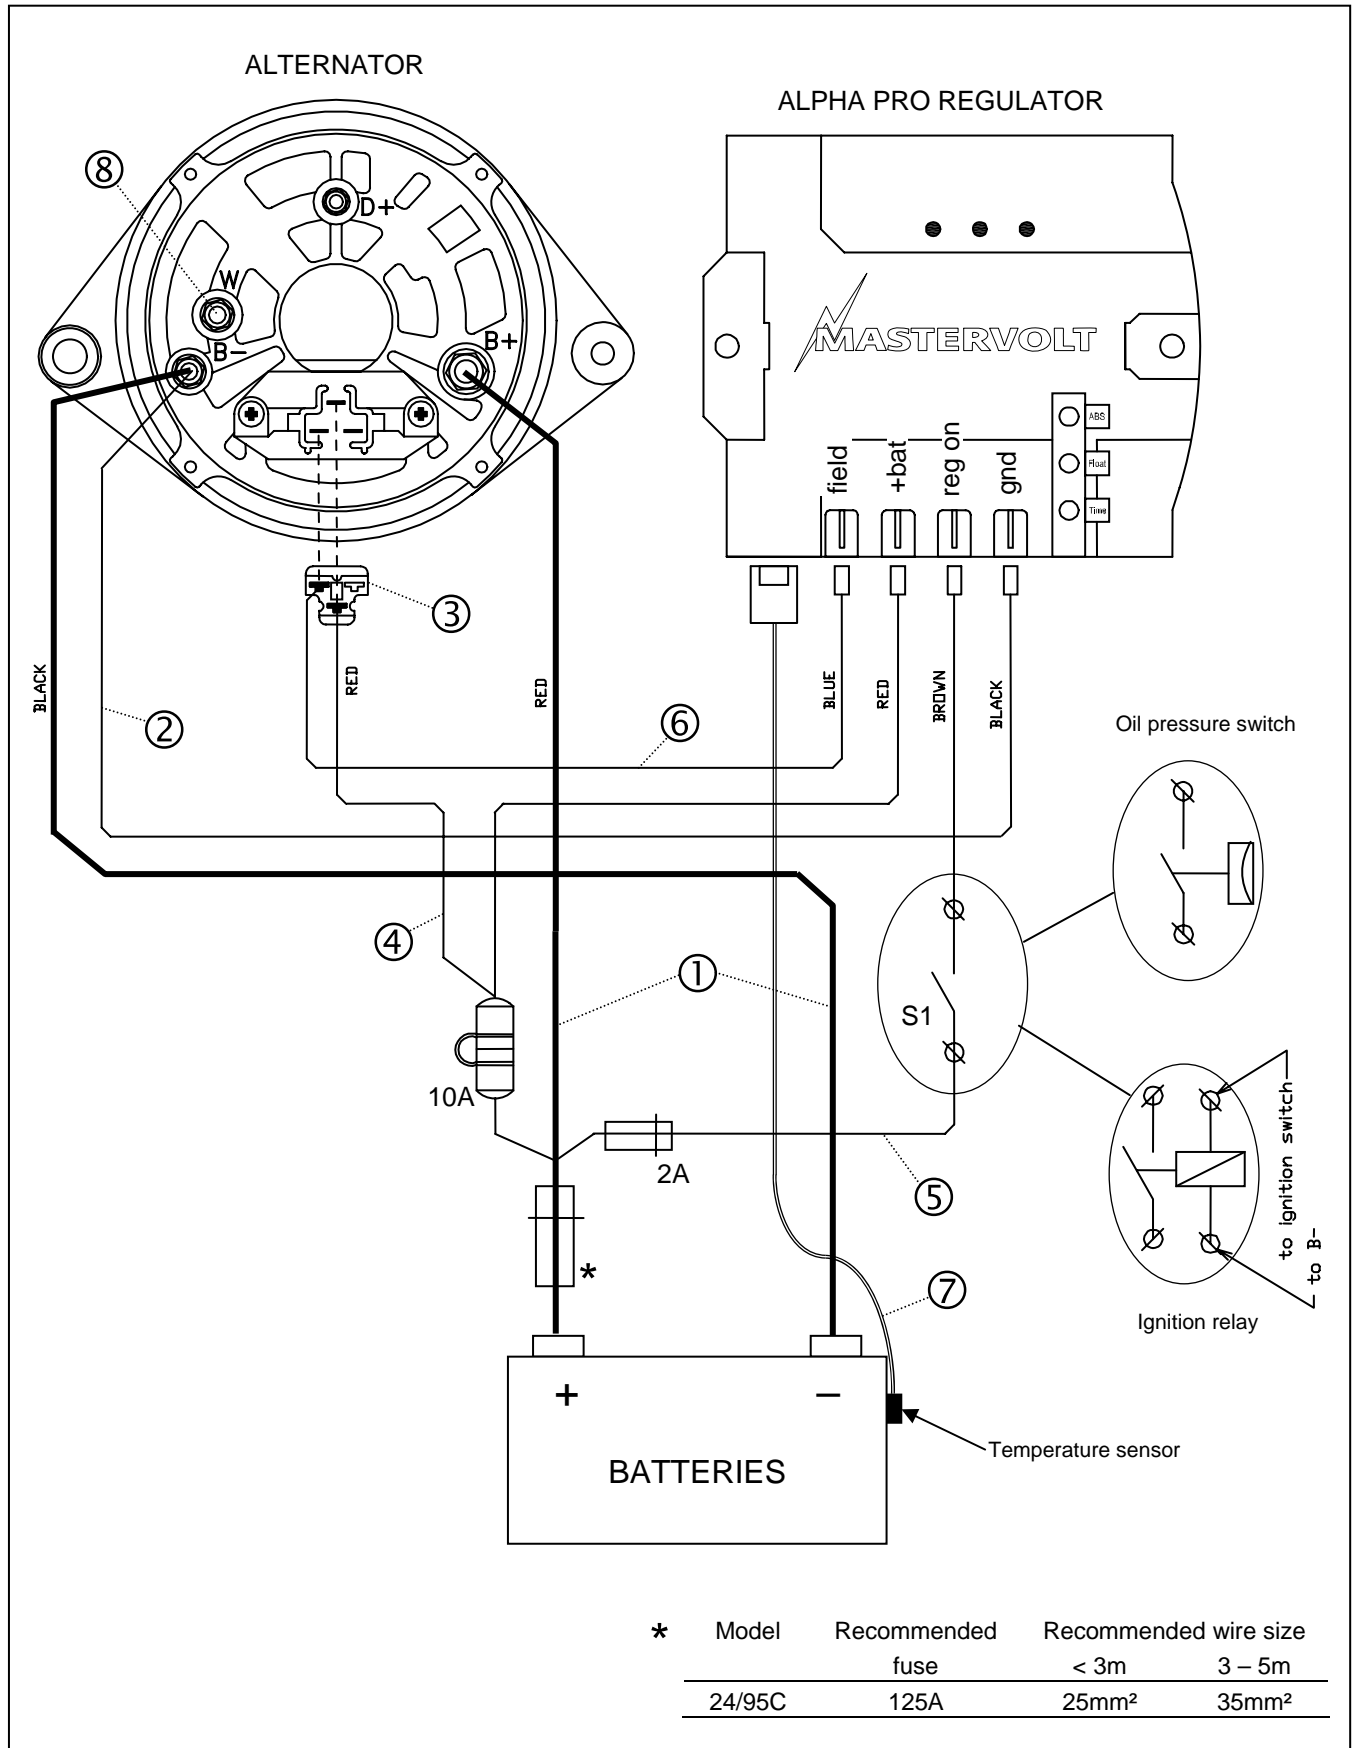 ALTERNATOR
ALPHA PRO REGULATOR
⑧
D+
W
B-
B+
MASTERVOLT
ABS
Float
Time
field
+bat
reg on
gnd
③
BLACK
RED
RED
BLUE
RED
BROWN
BLACK
②
⑥
Oil pressure switch
④
①
S1
10A
2A
⑤
to ignition switch
to B-
*
⑦
Ignition relay
+
−
Temperature sensor
BATTERIES
* Model Recommended Recommended wire size
fuse < 3m 3 – 5m
24/95C 125A 25mm² 35mm²